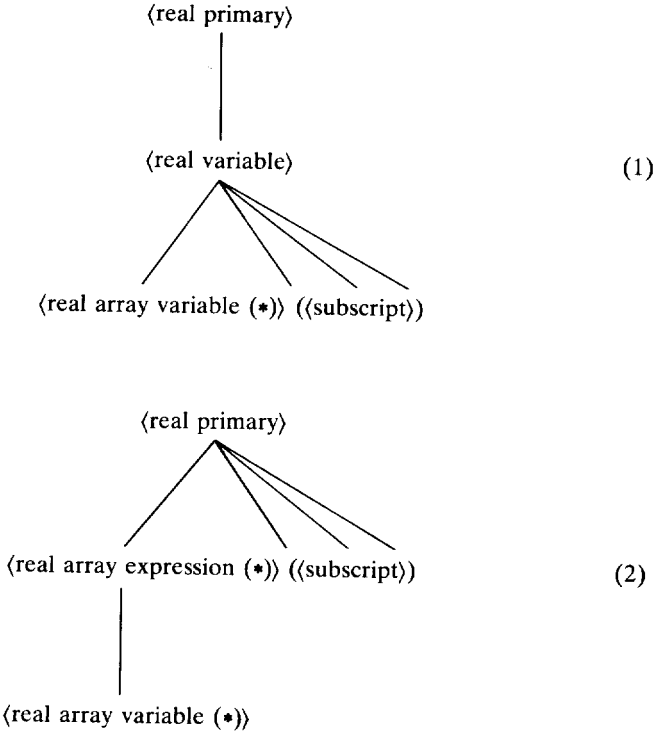 ⟨real primary⟩
⟨real variable⟩ (1)
⟨real array variable (*)⟩ (⟨subscript⟩)
⟨real primary⟩
⟨real array expression (*)⟩ (⟨subscript⟩) (2)
⟨real array variable (*)⟩